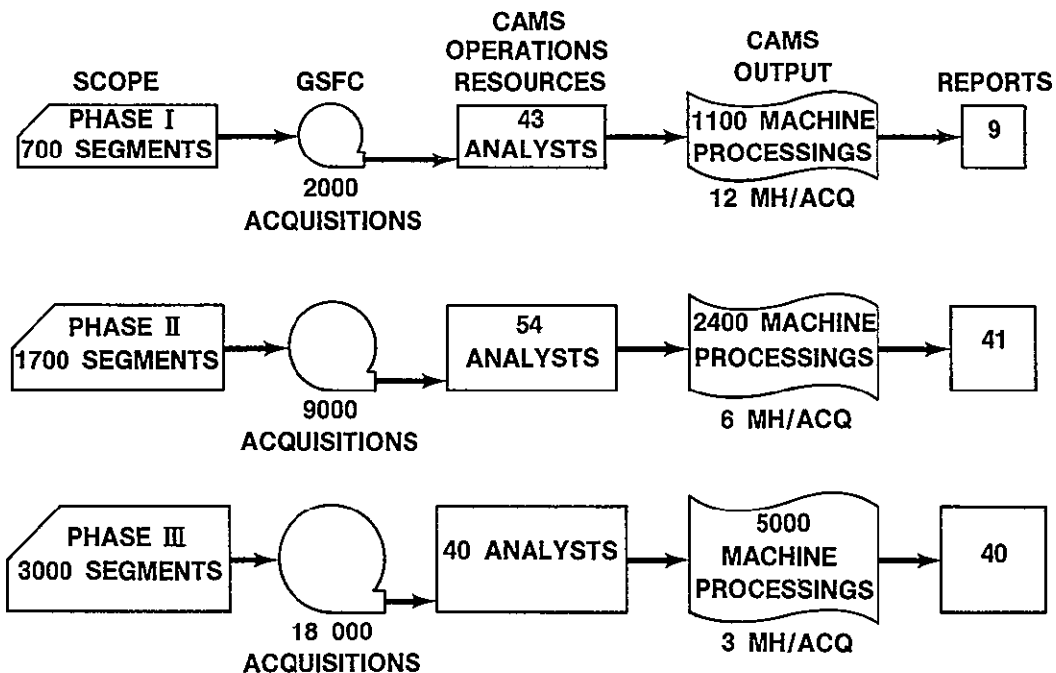 SCOPE
GSFC
CAMS
OPERATIONS
RESOURCES
CAMS
OUTPUT
REPORTS
PHASE I
700 SEGMENTS
2000
ACQUISITIONS
43
ANALYSTS
1100 MACHINE
PROCESSINGS
12 MH/ACQ
9
PHASE II
1700 SEGMENTS
9000
ACQUISITIONS
54
ANALYSTS
2400 MACHINE
PROCESSINGS
6 MH/ACQ
41
PHASE III
3000 SEGMENTS
18 000
ACQUISITIONS
40 ANALYSTS
5000
MACHINE
PROCESSINGS
3 MH/ACQ
40